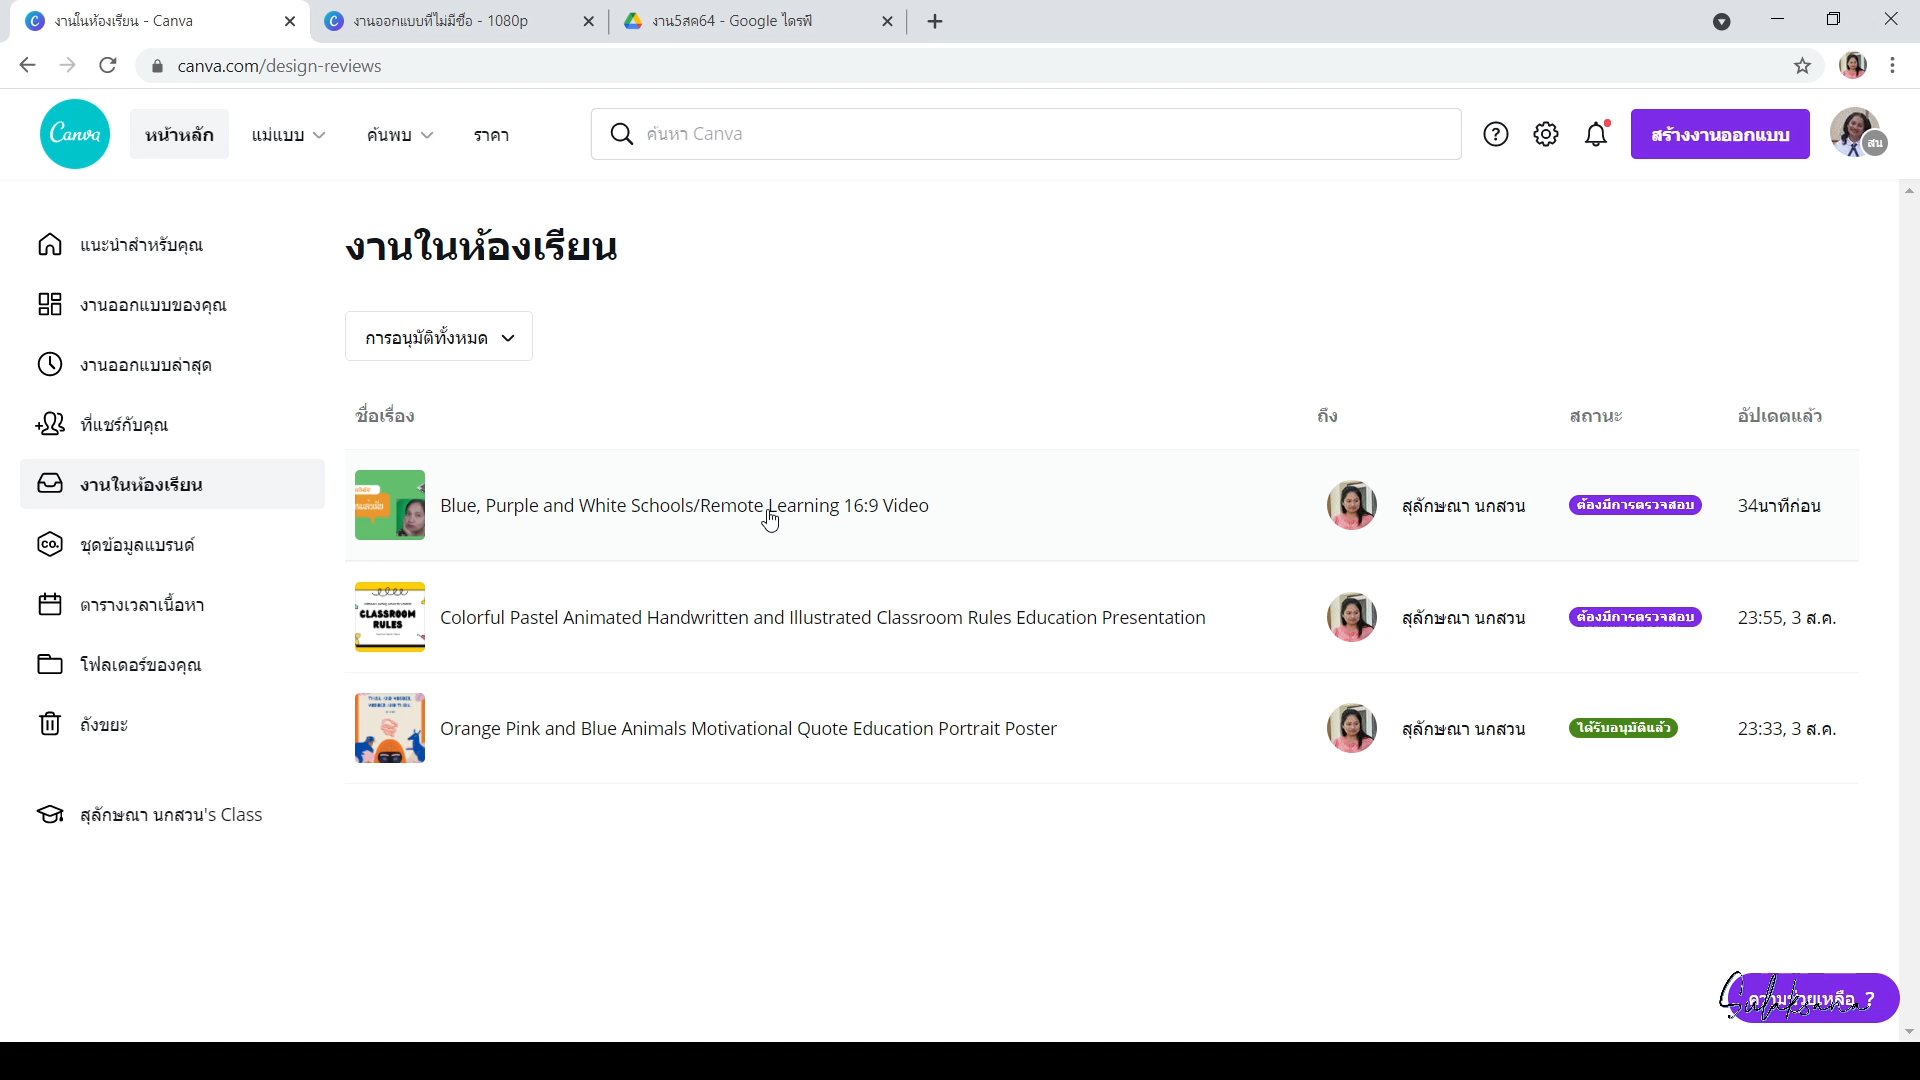 งานในห้องเรียน - Canva
งานออกแบบที่ไม่มีชื่อ - 1080p
งาน5สค64 - Google ไดรฟ์
canva.com/design-reviews
Canva
หน้าหลัก
แม่แบบ
ค้นพบ
ราคา
ค้นหา Canva
สร้างงานออกแบบ
สน
แนะนำสำหรับคุณ
งานออกแบบของคุณ
งานออกแบบล่าสุด
ที่แชร์กับคุณ
งานในห้องเรียน
CO.
ชุดข้อมูลแบรนด์
ตารางเวลาเนื้อหา
โฟลเดอร์ของคุณ
ถังขยะ
สุลักษณา นกสวน's Class
งานในห้องเรียน
การอนุมัติทั้งหมด
ชื่อเรื่อง ถึง สถานะ อัปเดตแล้ว
Blue, Purple and White Schools/Remote Learning 16:9 Video สุลักษณา นกสวน ต้องมีการตรวจสอบ 34นาทีก่อน
CLASSROOM
RULES
Colorful Pastel Animated Handwritten and Illustrated Classroom Rules Education Presentation สุลักษณา นกสวน ต้องมีการตรวจสอบ 23:55, 3 ส.ค.
Orange Pink and Blue Animals Motivational Quote Education Portrait Poster สุลักษณา นกสวน ได้รับอนุมัติแล้ว 23:33, 3 ส.ค.
ความช่วยเหลือ ?
Sulaksana